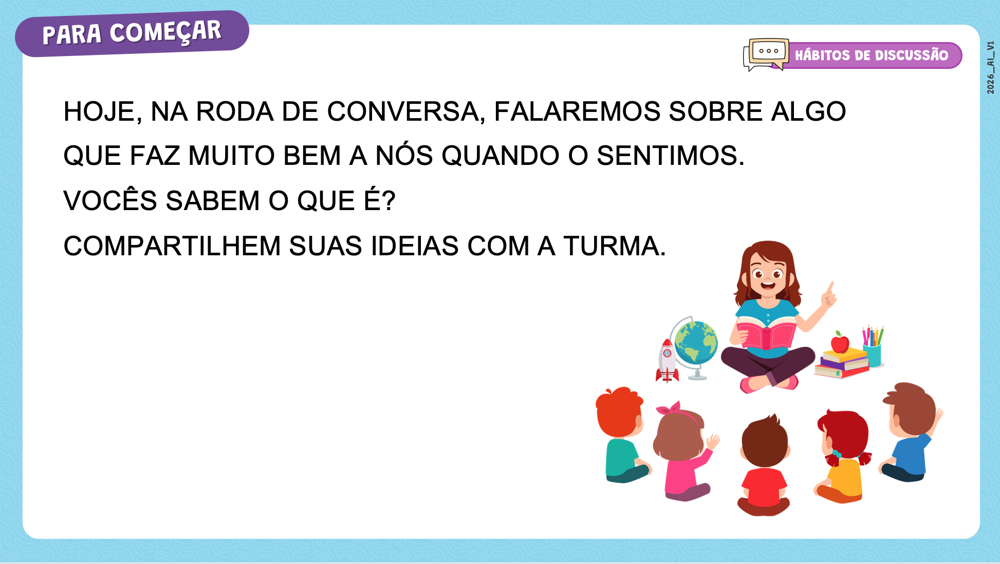 PARA COMEÇAR
HÁBITOS DE DISCUSSÃO
2026_AI_V1
HOJE, NA RODA DE CONVERSA, FALAREMOS SOBRE ALGO
QUE FAZ MUITO BEM A NÓS QUANDO O SENTIMOS.
VOCÊS SABEM O QUE É?
COMPARTILHEM SUAS IDEIAS COM A TURMA.